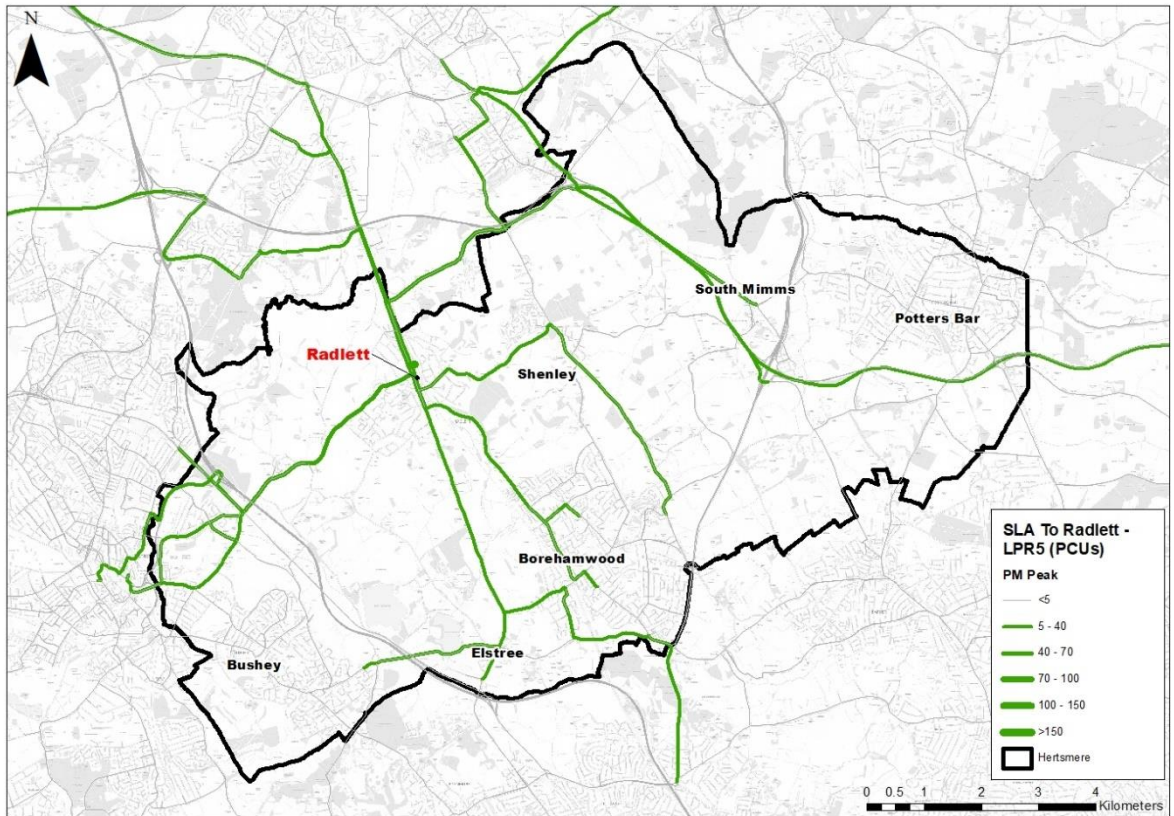 N
South Mimms
Potters Bar
Radlett
Shenley
Borehamwood
Elstree
Bushey
SLA To Radlett -
LPR5 (PCUs)
PM Peak
<5
5 - 40
40 - 70
70 - 100
100 - 150
>150
Hertsmere
0 0.5 1 2 3 4
Kilometers